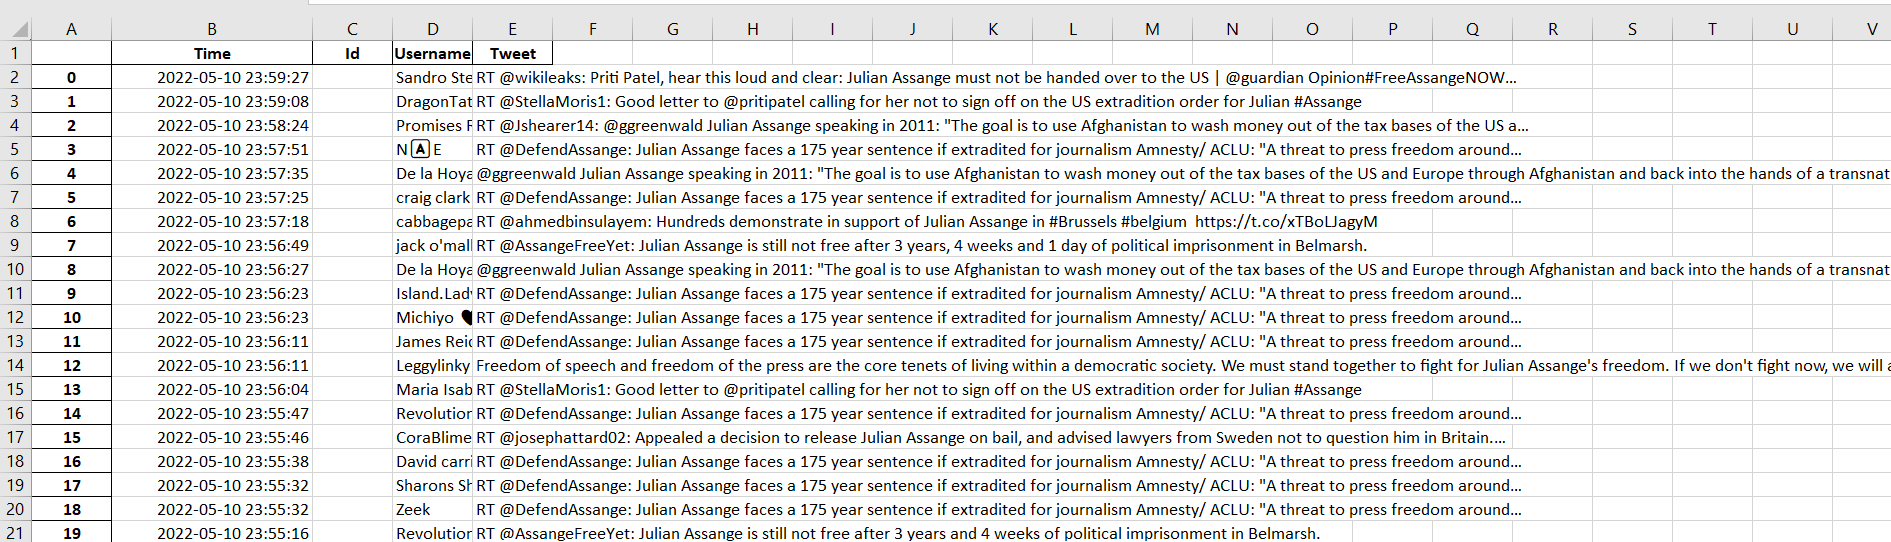 A B C D E F G H I J K L M N O P Q R S T U V
1 Time Id Username Tweet
2 0 2022-05-10 23:59:27 Sandro Ste RT @wikileaks: Priti Patel, hear this loud and clear: Julian Assange must not be handed over to the US | @guardian Opinion#FreeAssangeNOW…
3 1 2022-05-10 23:59:08 DragonTat RT @StellaMoris1: Good letter to @pritipatel calling for her not to sign off on the US extradition order for Julian #Assange
4 2 2022-05-10 23:58:24 Promises F RT @Jshearer14: @ggreenwald Julian Assange speaking in 2011: "The goal is to use Afghanistan to wash money out of the tax bases of the US a…
5 3 2022-05-10 23:57:51 N🅰E RT @DefendAssange: Julian Assange faces a 175 year sentence if extradited for journalism Amnesty/ ACLU: "A threat to press freedom around…
6 4 2022-05-10 23:57:35 De la Hoya @ggreenwald Julian Assange speaking in 2011: "The goal is to use Afghanistan to wash money out of the tax bases of the US and Europe through Afghanistan and back into the hands of a transnat
7 5 2022-05-10 23:57:25 craig clark RT @DefendAssange: Julian Assange faces a 175 year sentence if extradited for journalism Amnesty/ ACLU: "A threat to press freedom around…
8 6 2022-05-10 23:57:18 cabbagepa RT @ahmedbinsulayem: Hundreds demonstrate in support of Julian Assange in #Brussels #belgium https://t.co/xTBoLJagyM
9 7 2022-05-10 23:56:49 jack o'mall RT @AssangeFreeYet: Julian Assange is still not free after 3 years, 4 weeks and 1 day of political imprisonment in Belmarsh.
10 8 2022-05-10 23:56:27 De la Hoya @ggreenwald Julian Assange speaking in 2011: "The goal is to use Afghanistan to wash money out of the tax bases of the US and Europe through Afghanistan and back into the hands of a transnat
11 9 2022-05-10 23:56:23 Island.Lady RT @DefendAssange: Julian Assange faces a 175 year sentence if extradited for journalism Amnesty/ ACLU: "A threat to press freedom around…
12 10 2022-05-10 23:56:23 Michiyo 🖤 RT @DefendAssange: Julian Assange faces a 175 year sentence if extradited for journalism Amnesty/ ACLU: "A threat to press freedom around…
13 11 2022-05-10 23:56:11 James Reid RT @DefendAssange: Julian Assange faces a 175 year sentence if extradited for journalism Amnesty/ ACLU: "A threat to press freedom around…
14 12 2022-05-10 23:56:11 Leggylinky Freedom of speech and freedom of the press are the core tenets of living within a democratic society. We must stand together to fight for Julian Assange's freedom. If we don't fight now, we will a
15 13 2022-05-10 23:56:04 Maria Isab RT @StellaMoris1: Good letter to @pritipatel calling for her not to sign off on the US extradition order for Julian #Assange
16 14 2022-05-10 23:55:47 Revolution RT @DefendAssange: Julian Assange faces a 175 year sentence if extradited for journalism Amnesty/ ACLU: "A threat to press freedom around…
17 15 2022-05-10 23:55:46 CoraBlime RT @josephattard02: Appealed a decision to release Julian Assange on bail, and advised lawyers from Sweden not to question him in Britain.…
18 16 2022-05-10 23:55:38 David carri RT @DefendAssange: Julian Assange faces a 175 year sentence if extradited for journalism Amnesty/ ACLU: "A threat to press freedom around…
19 17 2022-05-10 23:55:32 Sharons Sh RT @DefendAssange: Julian Assange faces a 175 year sentence if extradited for journalism Amnesty/ ACLU: "A threat to press freedom around…
20 18 2022-05-10 23:55:32 Zeek RT @DefendAssange: Julian Assange faces a 175 year sentence if extradited for journalism Amnesty/ ACLU: "A threat to press freedom around…
21 19 2022-05-10 23:55:16 Revolution RT @AssangeFreeYet: Julian Assange is still not free after 3 years and 4 weeks of political imprisonment in Belmarsh.